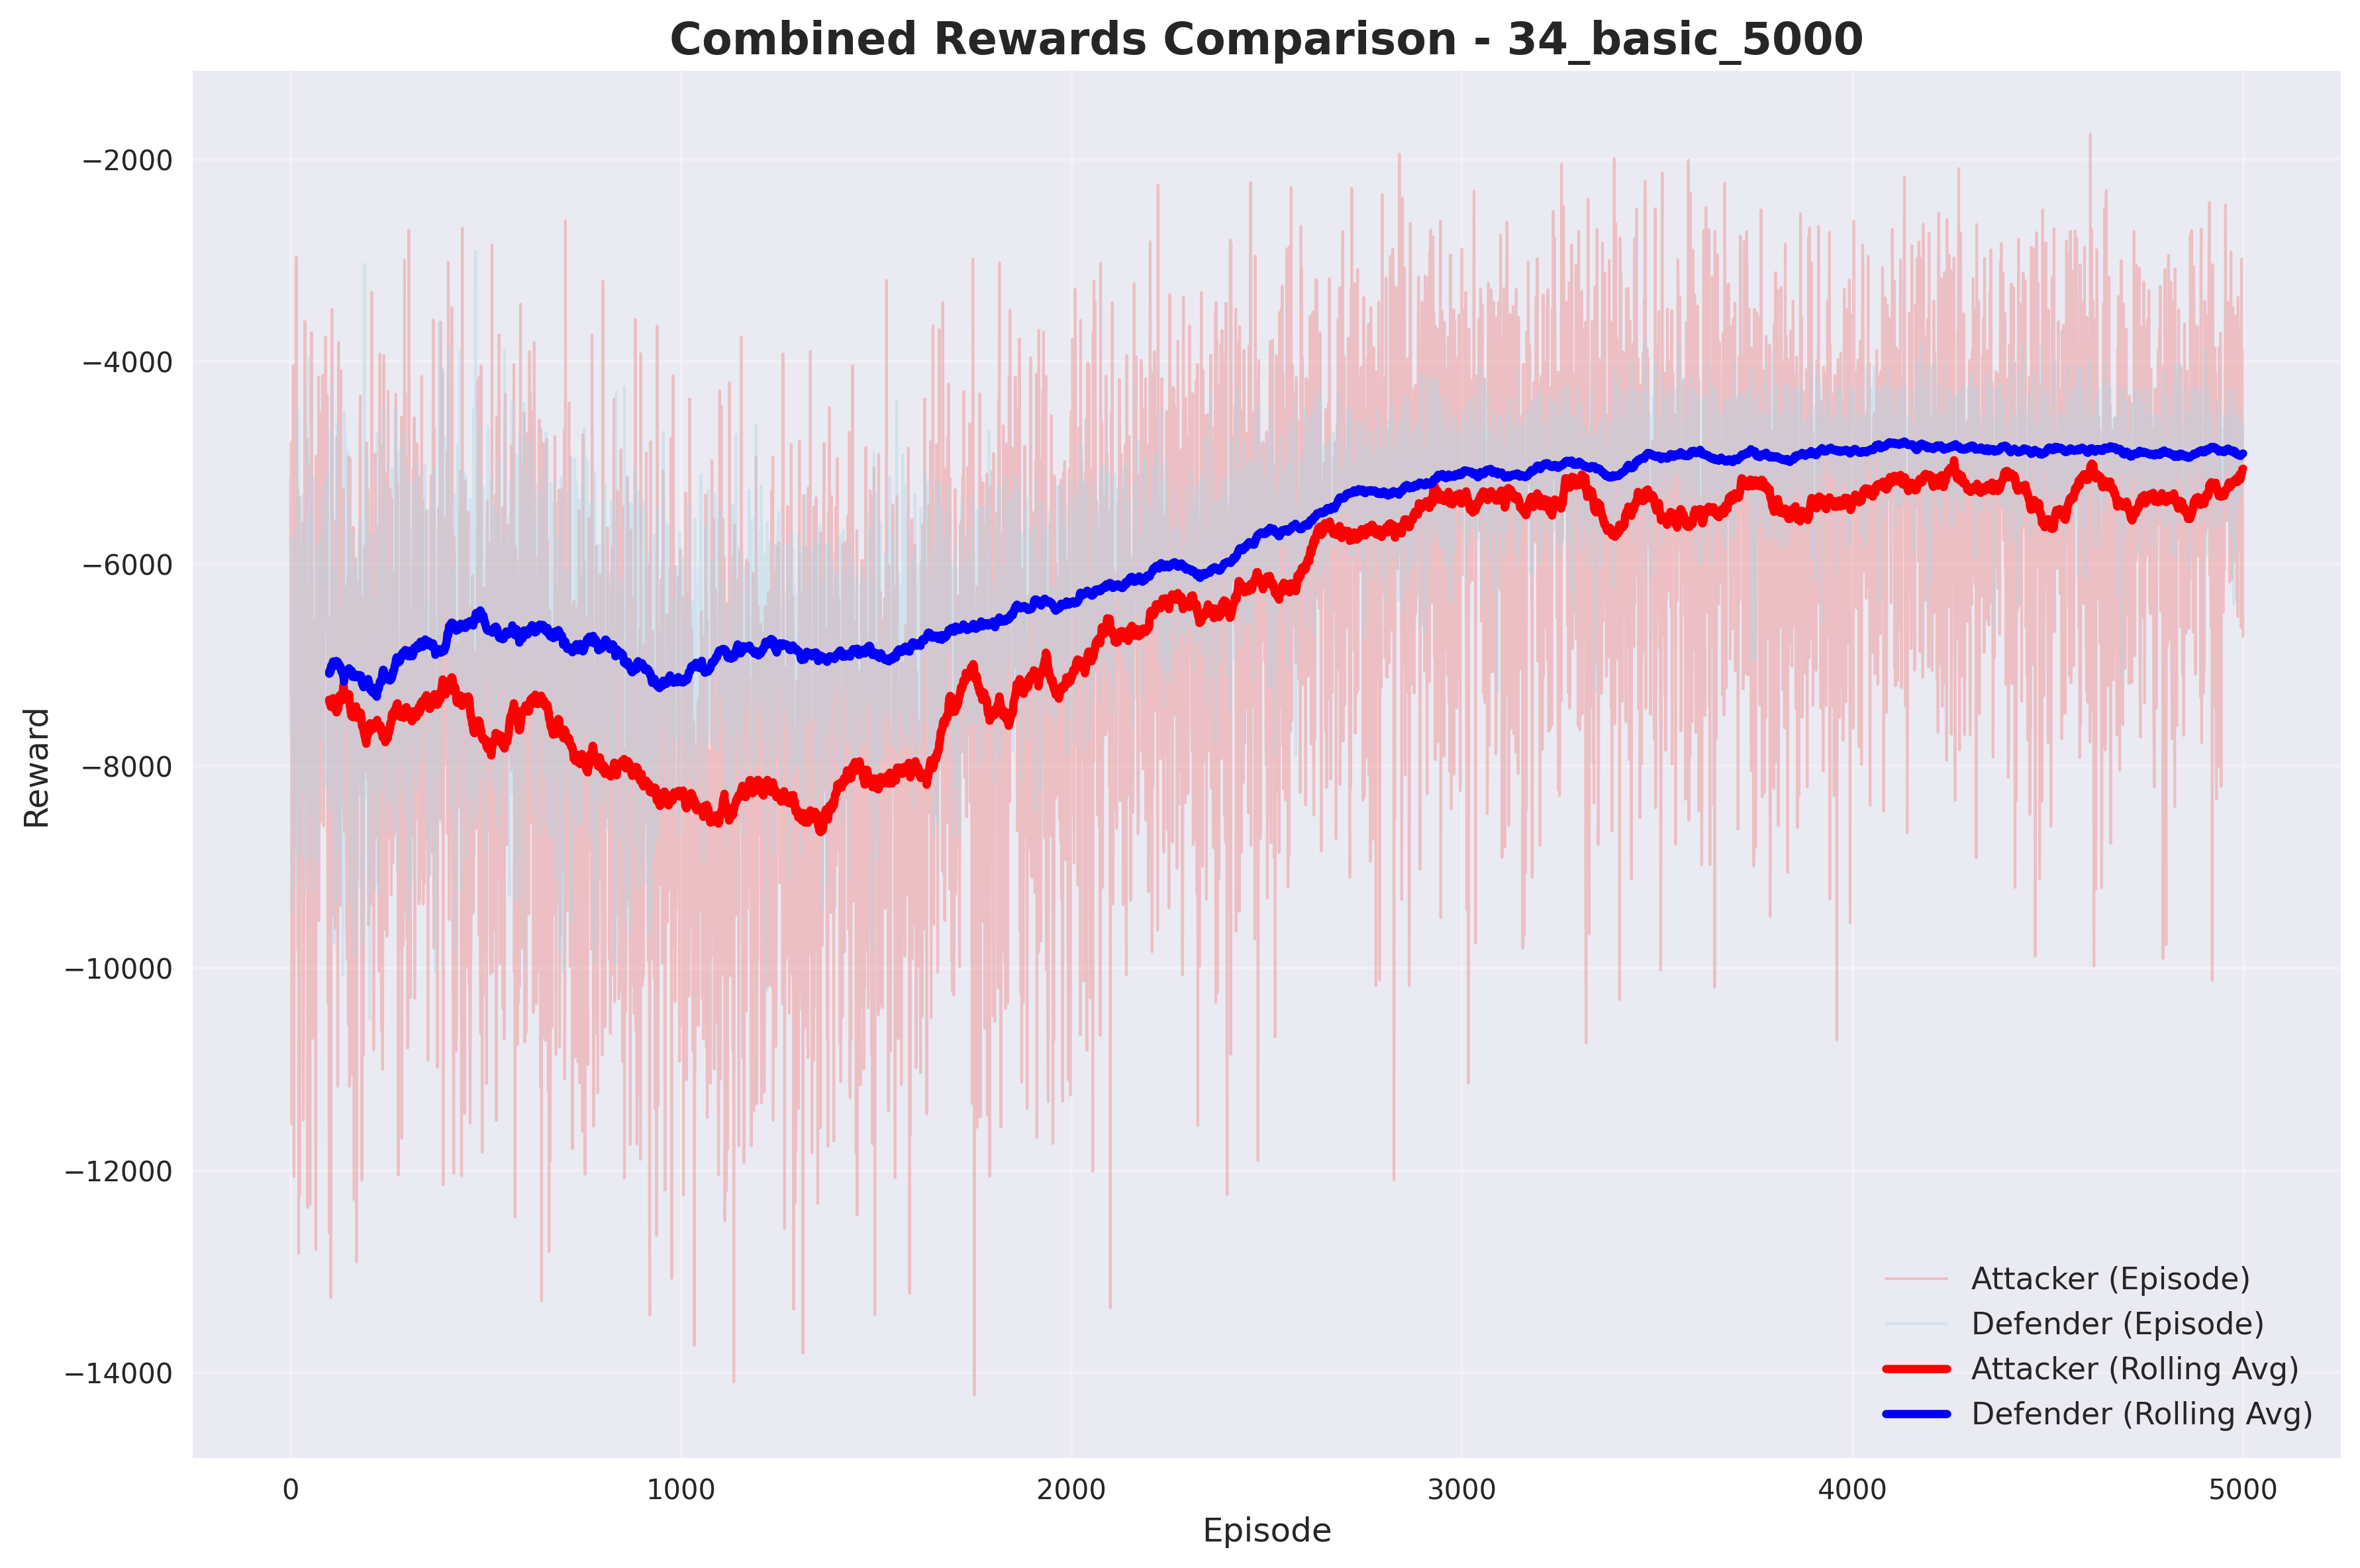 Combined Rewards Comparison - 34_basic_5000
Reward
−2000
−4000
−6000
−8000
−10000
−12000
−14000
0
1000
2000
3000
4000
5000
Episode
Attacker (Episode)
Defender (Episode)
Attacker (Rolling Avg)
Defender (Rolling Avg)